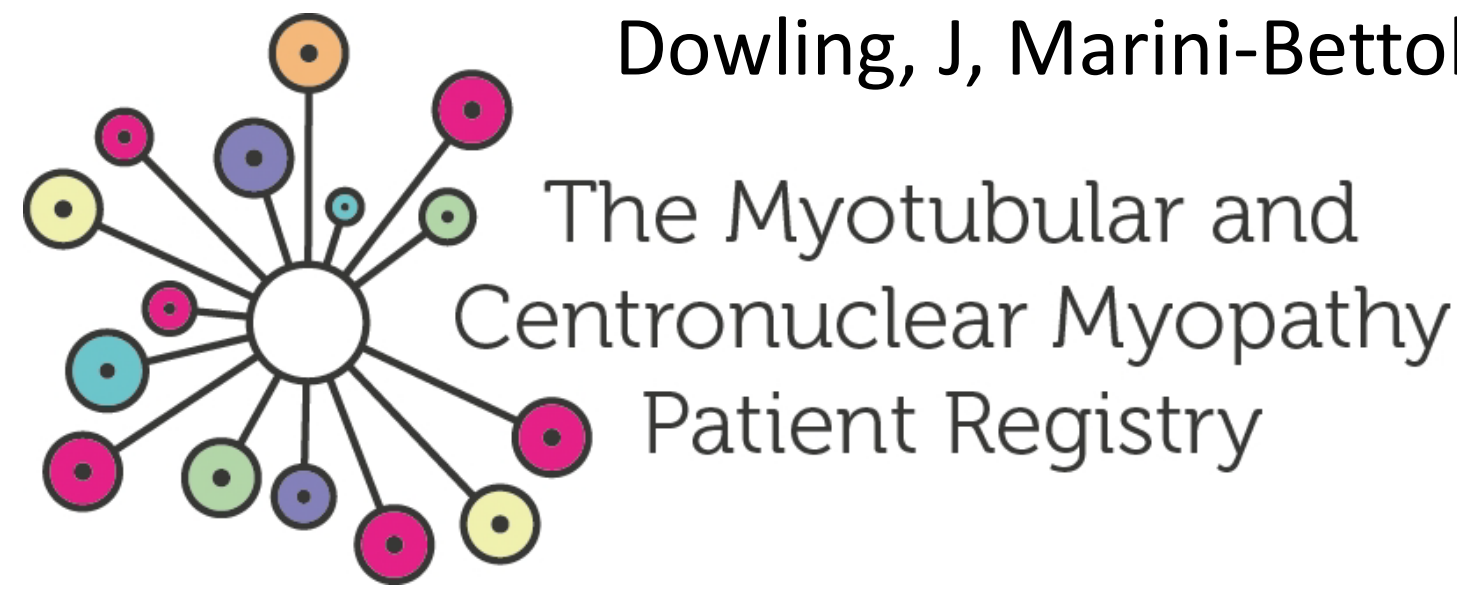 Dowling, J, Marini-Bettol
The Myotubular and
Centronuclear Myopathy
Patient Registry